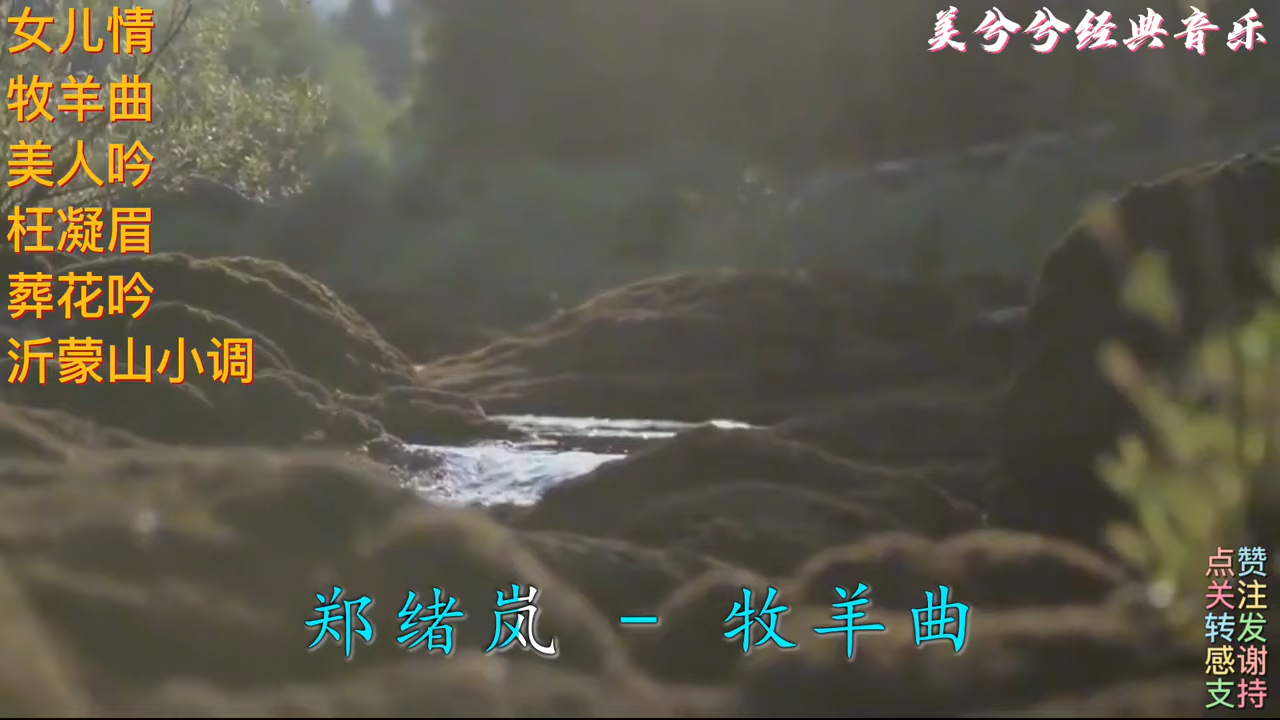 女儿情
牧羊曲
美人吟
枉凝眉
葬花吟
沂蒙山小调
美兮兮经典音乐
郑绪岚 - 牧羊曲
点赞
关注
转发
感谢
支持